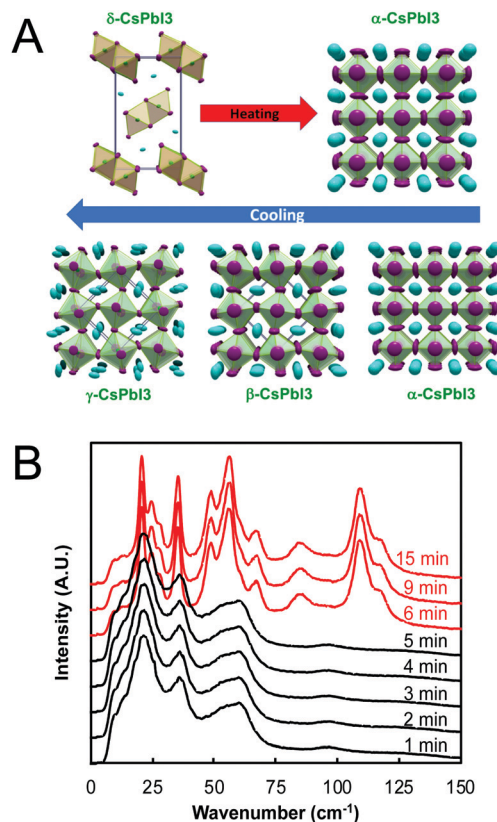 A
δ-CsPbI3
α-CsPbI3
Heating
Cooling
γ-CsPbI3
β-CsPbI3
α-CsPbI3
B
Intensity (A.U.)
15 min
9 min
6 min
5 min
4 min
3 min
2 min
1 min
0 25 50 75 100 125 150
Wavenumber (cm⁻¹)